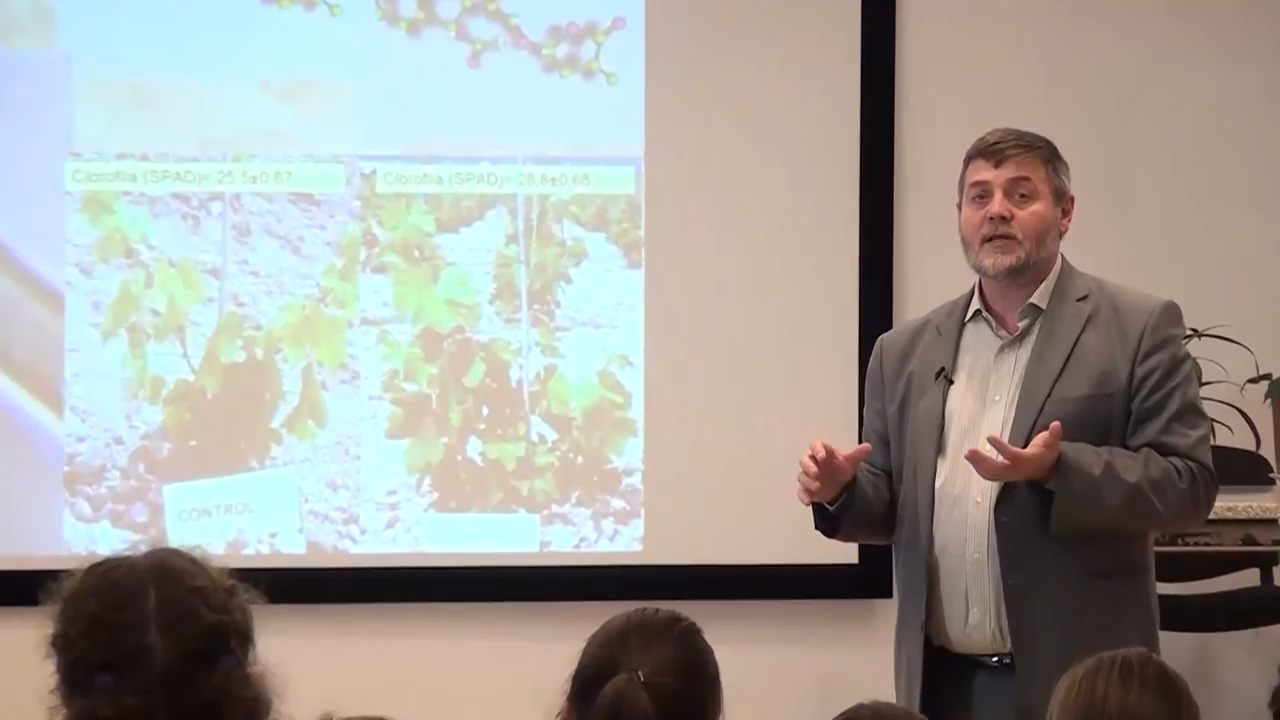 Clorofila (SPAD)= 25,5±0,67
Clorofila (SPAD)= 28,8±0,68
CONTROL